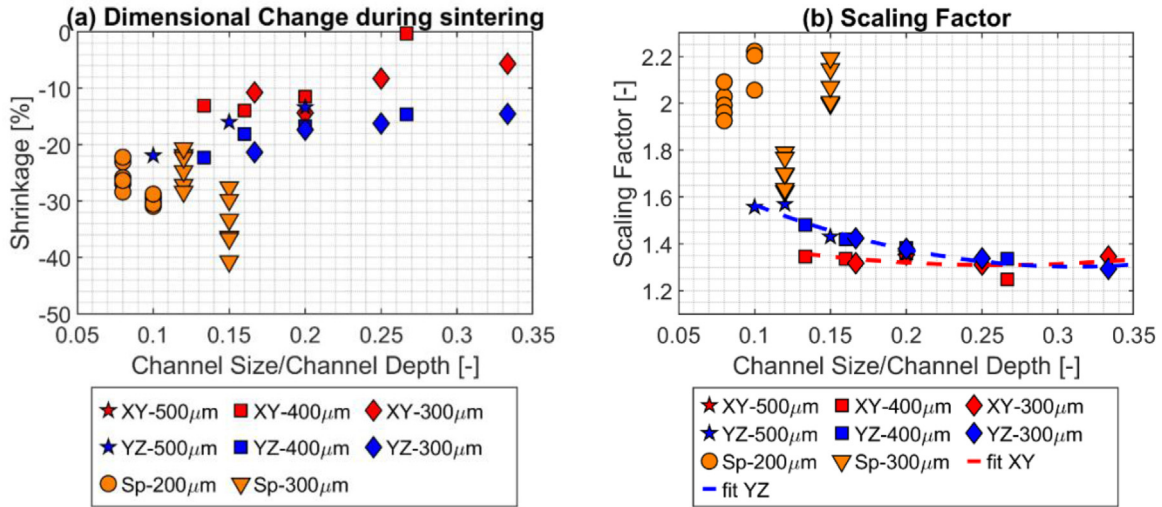 (a) Dimensional Change during sintering
0
-10
-20
-30
-40
-50
Shrinkage [%]
0.05 0.1 0.15 0.2 0.25 0.3 0.35
Channel Size/Channel Depth [-]
XY-500μm XY-400μm XY-300μm
YZ-500μm YZ-400μm YZ-300μm
Sp-200μm Sp-300μm
(b) Scaling Factor
2.2
2
1.8
1.6
1.4
1.2
Scaling Factor [-]
0.05 0.1 0.15 0.2 0.25 0.3 0.35
Channel Size/Channel Depth [-]
XY-500μm XY-400μm XY-300μm
YZ-500μm YZ-400μm YZ-300μm
Sp-200μm Sp-300μm fit XY
fit YZ